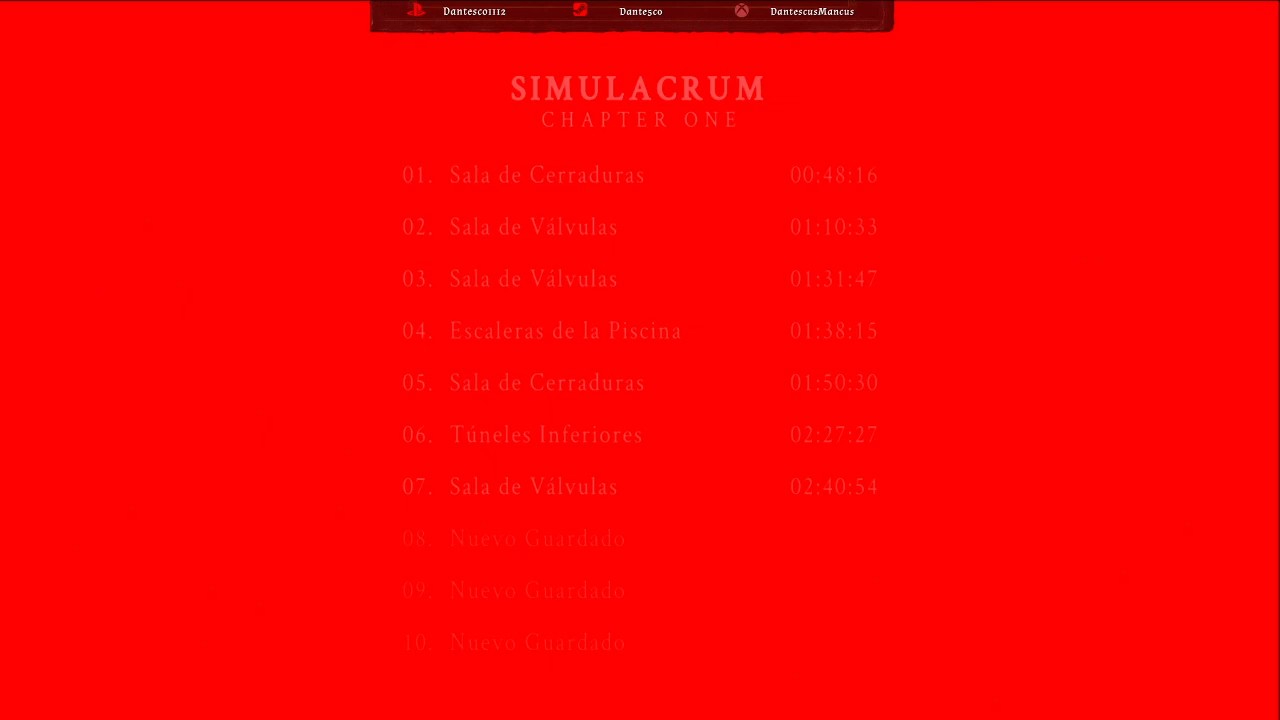 Dantesco1112 Dante5co DantescusMancus
SIMULACRUM
CHAPTER ONE
01. Sala de Cerraduras 00:48:16
02. Sala de Válvulas 01:10:33
03. Sala de Válvulas 01:31:47
04. Escaleras de la Piscina 01:38:15
05. Sala de Cerraduras 01:50:30
06. Túneles Inferiores 02:27:27
07. Sala de Válvulas 02:40:54
08. Nuevo Guardado
09. Nuevo Guardado
10. Nuevo Guardado